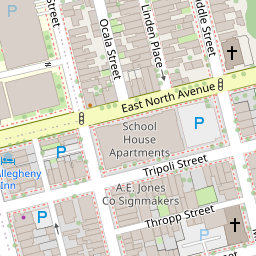 P
Ocala Street
Linden Place
ddle Street
East North Avenue
School
House
Apartments
P
P
Tripoli Street
Allegheny
Inn
A.E. Jones
Co Signmakers
P
Thropp Street
P